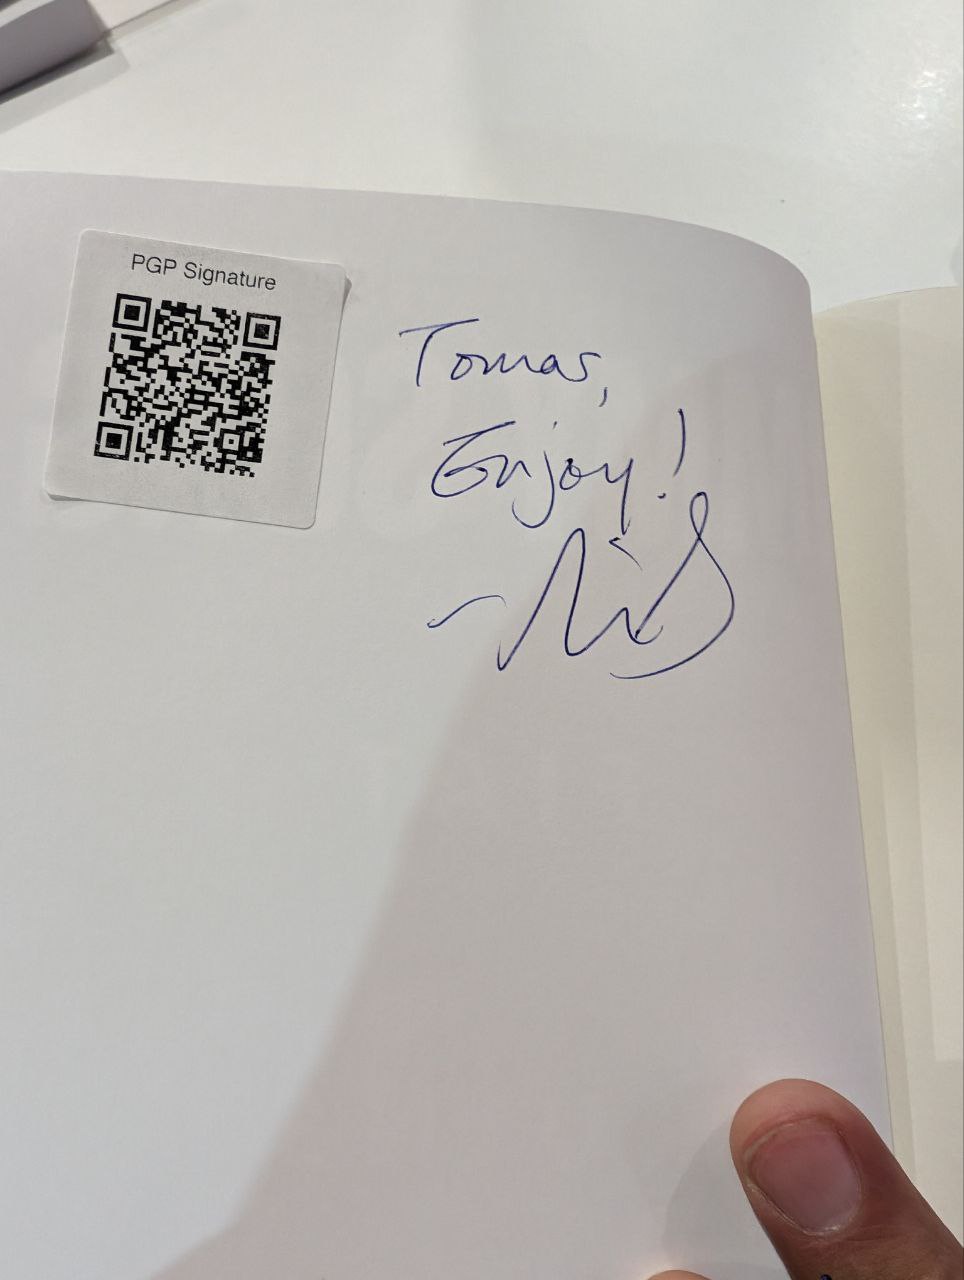 PGP Signature
Tomas,
Enjoy!